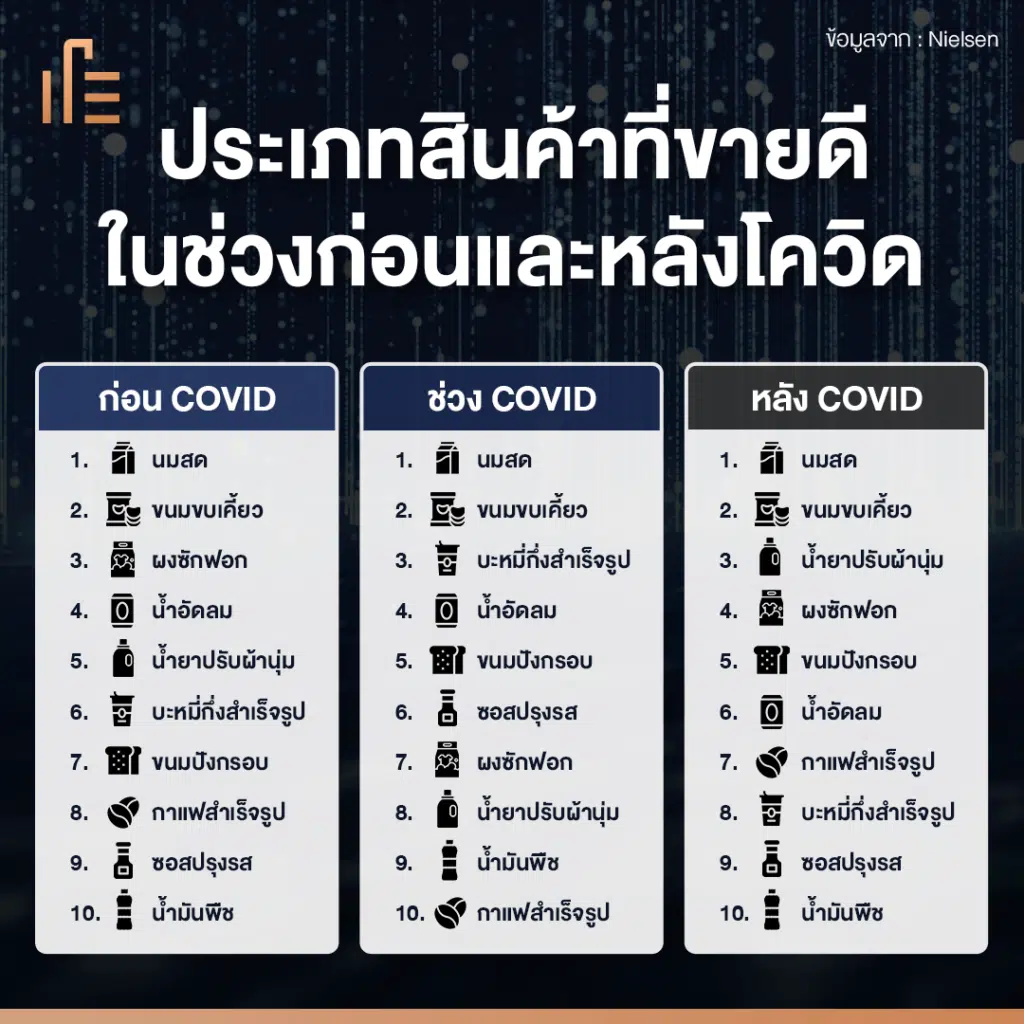 ข้อมูลจาก : Nielsen
ประเภทสินค้าที่ขายดี
ในช่วงก่อนและหลังโควิด
ก่อน COVID
1. นมสด
2. ขนมขบเคี้ยว
3. ผงซักฟอก
4. น้ำอัดลม
5. น้ำยาปรับผ้านุ่ม
6. บะหมี่กึ่งสำเร็จรูป
7. ขนมปังกรอบ
8. กาแฟสำเร็จรูป
9. ซอสปรุงรส
10. น้ำมันพืช
ช่วง COVID
1. นมสด
2. ขนมขบเคี้ยว
3. บะหมี่กึ่งสำเร็จรูป
4. น้ำอัดลม
5. ขนมปังกรอบ
6. ซอสปรุงรส
7. ผงซักฟอก
8. น้ำยาปรับผ้านุ่ม
9. น้ำมันพืช
10. กาแฟสำเร็จรูป
หลัง COVID
1. นมสด
2. ขนมขบเคี้ยว
3. น้ำยาปรับผ้านุ่ม
4. ผงซักฟอก
5. ขนมปังกรอบ
6. น้ำอัดลม
7. กาแฟสำเร็จรูป
8. บะหมี่กึ่งสำเร็จรูป
9. ซอสปรุงรส
10. น้ำมันพืช